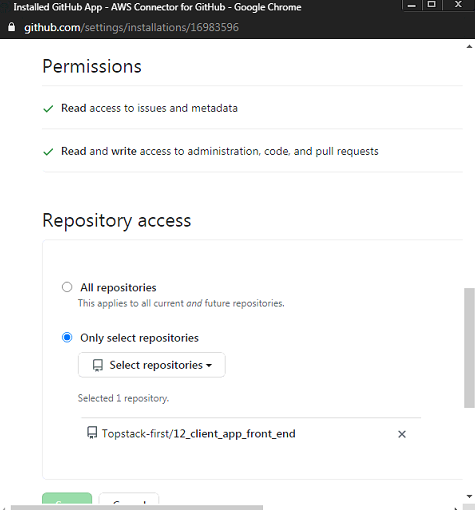 Installed GitHub App - AWS Connector for GitHub - Google Chrome
github.com/settings/installations/16983596
Permissions
Read access to issues and metadata
Read and write access to administration, code, and pull requests
Repository access
All repositories
This applies to all current and future repositories.
Only select repositories
Select repositories
Selected 1 repository.
Topstack-first/12_client_app_front_end